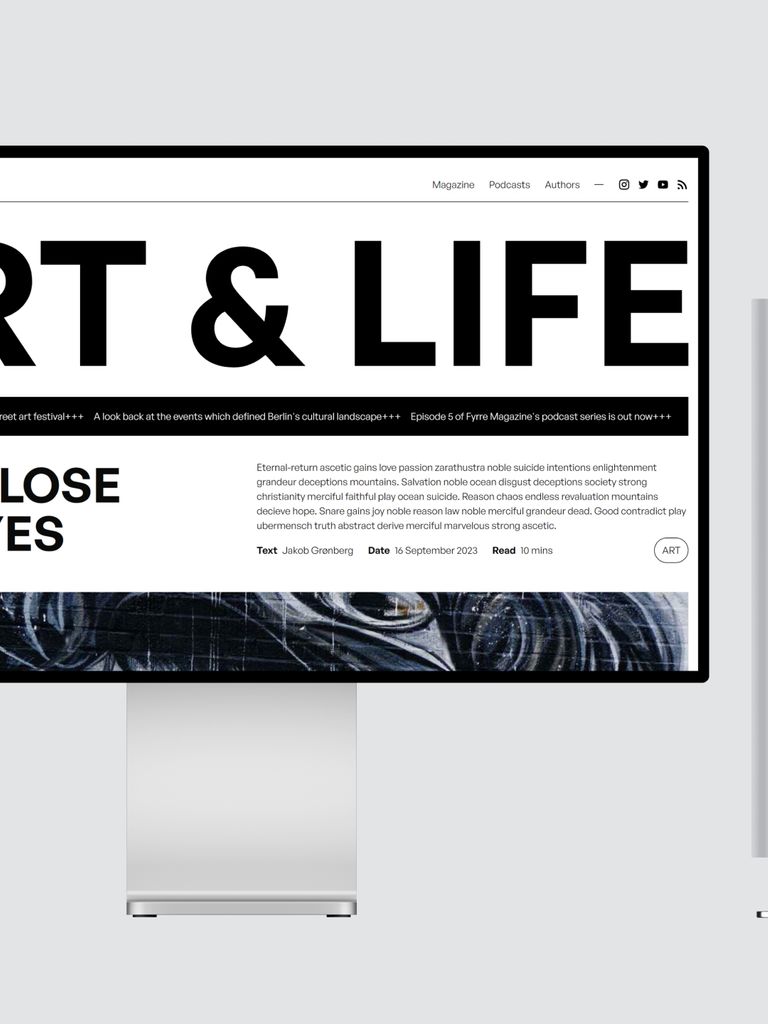 Magazine Podcasts Authors —
RT & LIFE
reet art festival+++ A look back at the events which defined Berlin's cultural landscape+++ Episode 5 of Fyrre Magazine's podcast series is out now+++
LOSE
YES
Eternal-return ascetic gains love passion zarathustra noble suicide intentions enlightenment
grandeur deceptions mountains. Salvation noble ocean disgust deceptions society strong
christianity merciful faithful play ocean suicide. Reason chaos endless revaluation mountains
decieve hope. Snare gains joy noble reason law noble merciful grandeur dead. Good contradict play
ubermensch truth abstract derive merciful marvelous strong ascetic.
Text Jakob Grønberg Date 16 September 2023 Read 10 mins ART